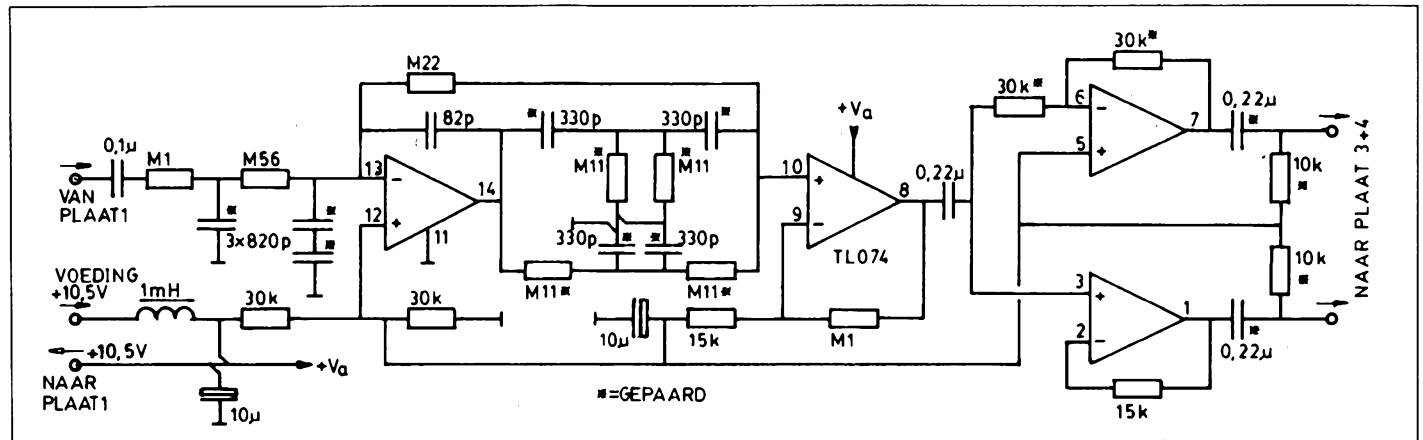 M22
82p
※ 330p
330p ※
0,1µ
M1
M56
VAN
PLAAT1
※
3×820p
※
13
12
−
+
14
11
※
M11
※
M11
330p ※
※ 330p
M11※
M11※
+Va
10
9
+
−
8
TL074
0,22µ
30k※
30k※
6
5
−
+
7
0,22µ
※
10k
※
10k
※
3
2
+
−
1
※
0,22µ
15k
NAAR PLAAT 3+4
VOEDING
+10,5V
1mH
30k
30k
10µ
15k
M1
+10,5V
+Va
NAAR
PLAAT1
10µ
※=GEPAARD